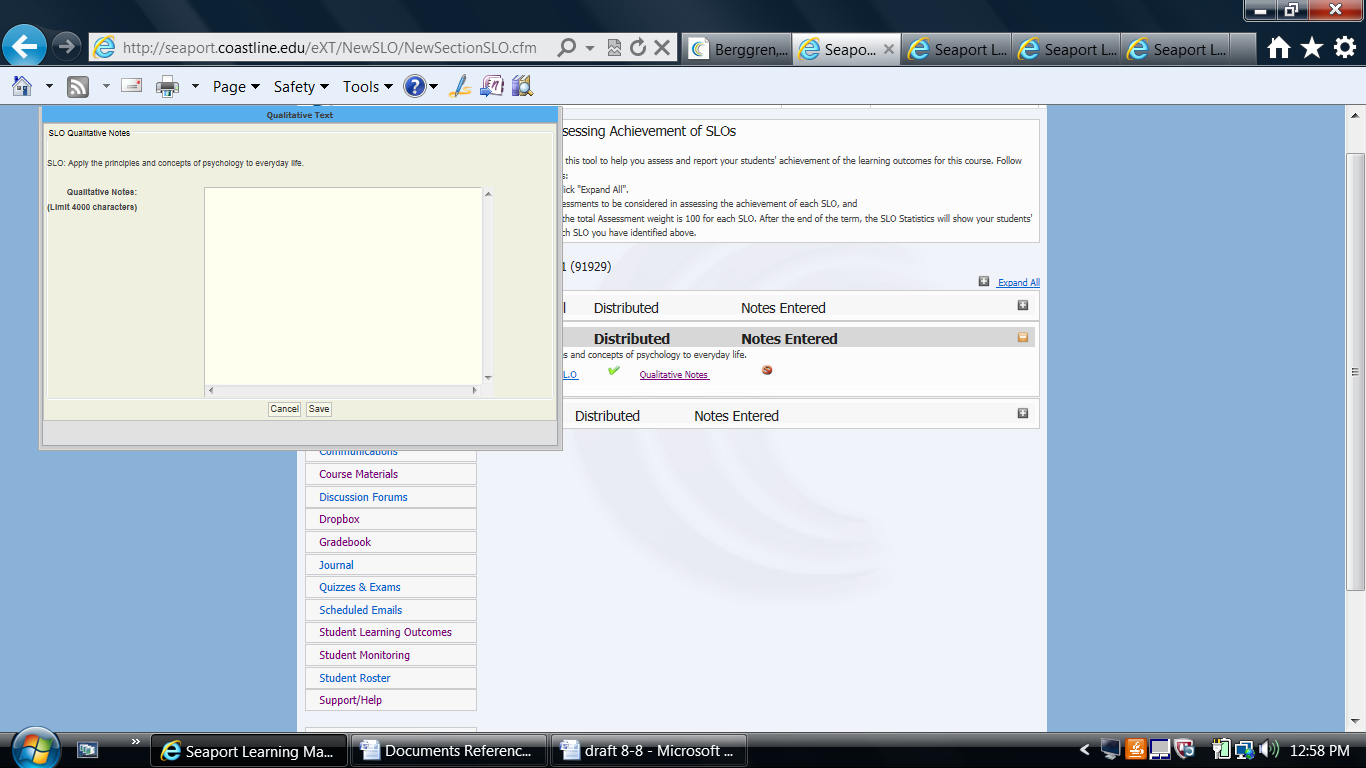 http://seaport.coastline.edu/eXT/NewSLO/NewSectionSLO.cfm
Berggren,...
Seapo...
Seaport L...
Seaport L...
Seaport L...
Page
Safety
Tools
Qualitative Text
SLO Qualitative Notes
SLO: Apply the principles and concepts of psychology to everyday life.
Qualitative Notes:
(Limit 4000 characters)
Cancel
Save
sessing Achievement of SLOs
this tool to help you assess and report your students' achievement of the learning outcomes for this course. Follow
s:
ick "Expand All".
essments to be considered in assessing the achievement of each SLO, and
the total Assessment weight is 100 for each SLO. After the end of the term, the SLO Statistics will show your students'
ch SLO you have identified above.
1 (91929)
Expand All
l Distributed Notes Entered
Distributed Notes Entered
s and concepts of psychology to everyday life.
LO Qualitative Notes
Distributed Notes Entered
Communications
Course Materials
Discussion Forums
Dropbox
Gradebook
Journal
Quizzes & Exams
Scheduled Emails
Student Learning Outcomes
Student Monitoring
Student Roster
Support/Help
Seaport Learning Ma...
Documents Referenc...
draft 8-8 - Microsoft ...
12:58 PM